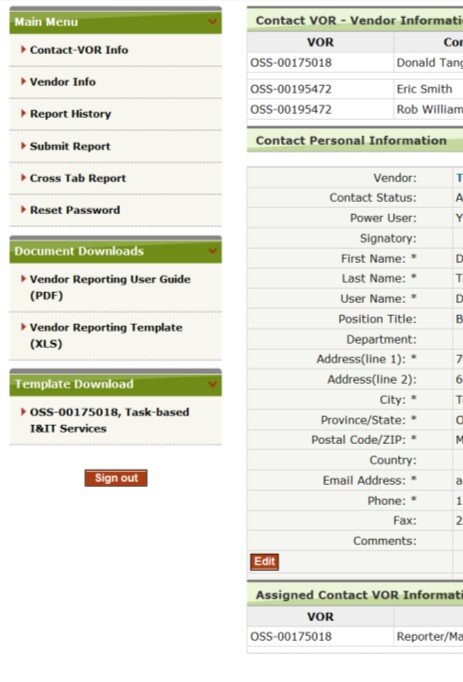 Main Menu
Contact-VOR Info
Vendor Info
Report History
Submit Report
Cross Tab Report
Reset Password
Document Downloads
Vendor Reporting User Guide
(PDF)
Vendor Reporting Template
(XLS)
Template Download
OSS-00175018, Task-based
I&IT Services
Sign out
Contact VOR - Vendor Informati
VOR Co
OSS-00175018 Donald Tang
OSS-00195472 Eric Smith
OSS-00195472 Rob William
Contact Personal Information
Vendor: T
Contact Status: A
Power User: Y
Signatory:
First Name: * D
Last Name: * T
User Name: * D
Position Title: B
Department:
Address(line 1): * 7
Address(line 2): 6
City: * T
Province/State: * O
Postal Code/ZIP: * M
Country:
Email Address: * a
Phone: * 1
Fax: 2
Comments:
Edit
Assigned Contact VOR Informati
VOR
OSS-00175018 Reporter/Ma